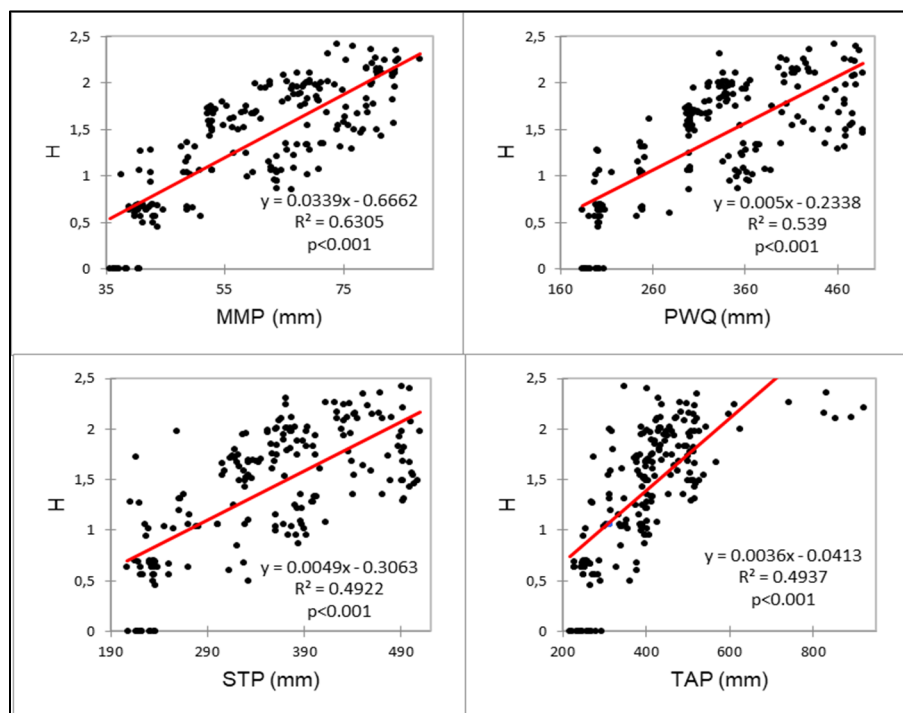 2,5
2
1,5
1
0,5
0
H
y = 0.0339x - 0.6662
R² = 0.6305
p<0.001
35 55 75
MMP (mm)
2,5
2
1,5
1
0,5
0
H
y = 0.005x - 0.2338
R² = 0.539
p<0.001
160 260 360 460
PWQ (mm)
2,5
2
1,5
1
0,5
0
H
y = 0.0049x - 0.3063
R² = 0.4922
p<0.001
190 290 390 490
STP (mm)
2,5
2
1,5
1
0,5
0
H
y = 0.0036x - 0.0413
R² = 0.4937
p<0.001
200 400 600 800
TAP (mm)